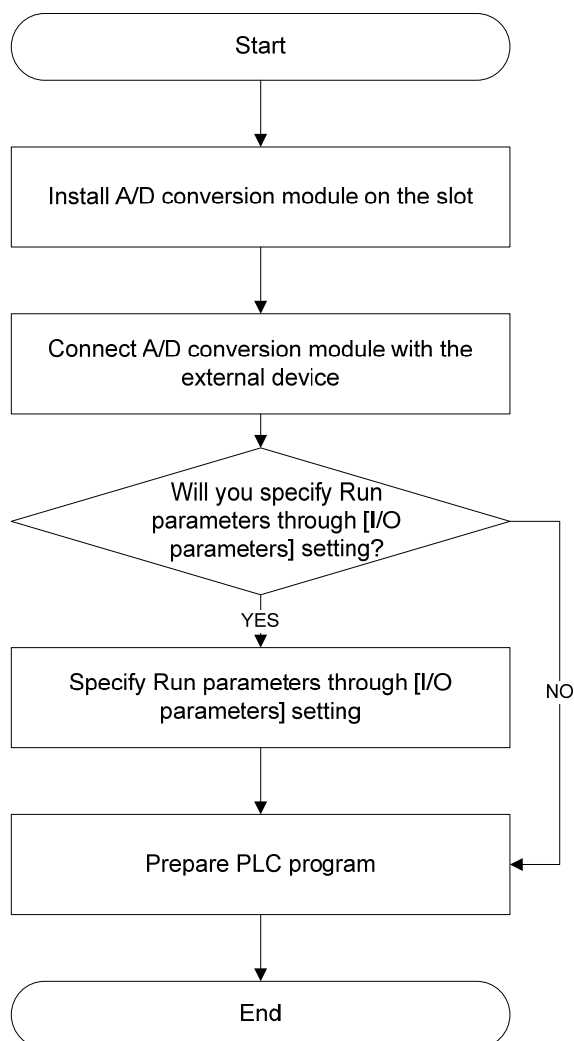 Start
Install A/D conversion module on the slot
Connect A/D conversion module with the
external device
Will you specify Run
parameters through [I/O
parameters] setting?
YES
Specify Run parameters through [I/O
parameters] setting
NO
Prepare PLC program
End